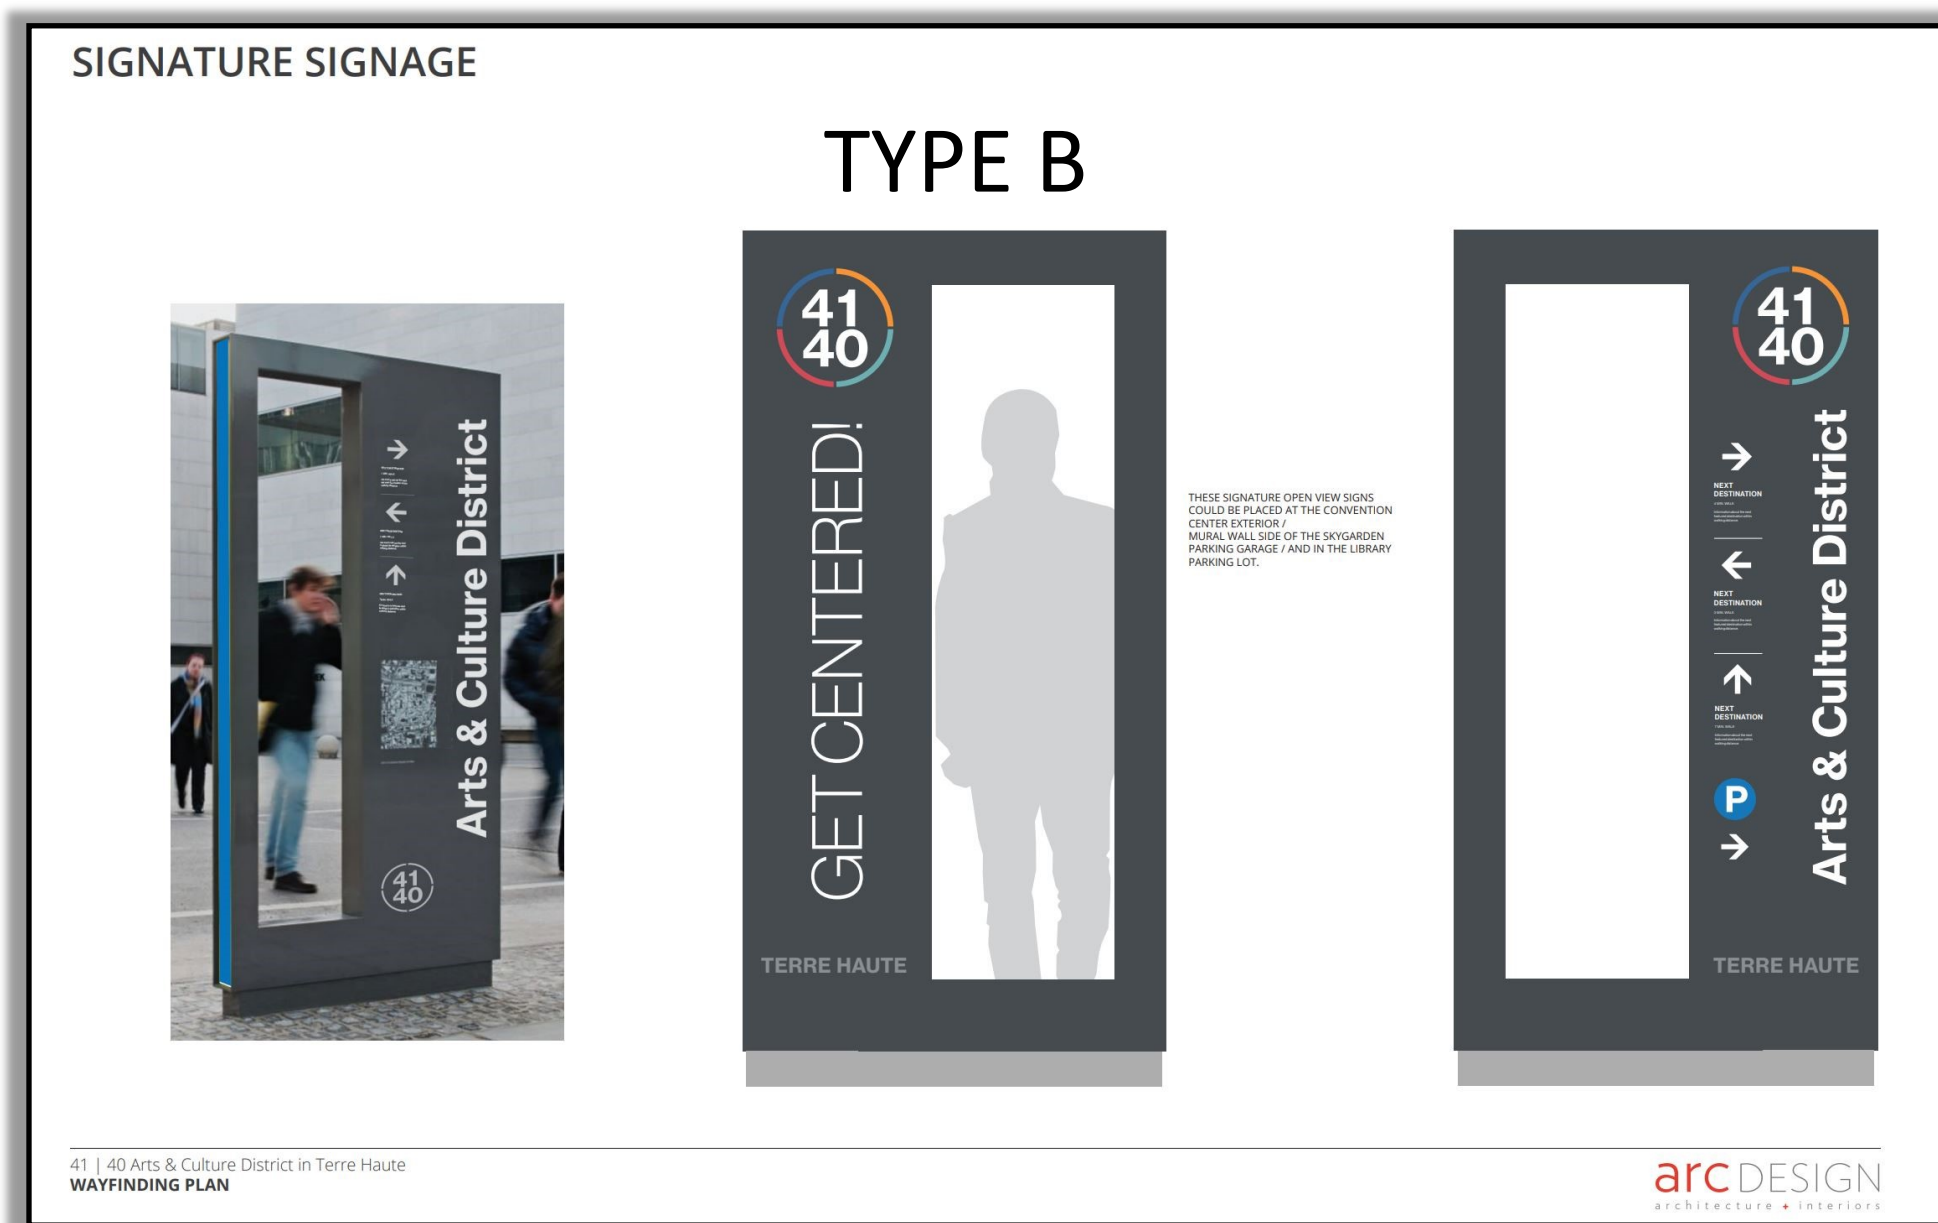 SIGNATURE SIGNAGE
TYPE B
Arts & Culture District
41
40
41
40
GET CENTERED!
TERRE HAUTE
THESE SIGNATURE OPEN VIEW SIGNS
COULD BE PLACED AT THE CONVENTION
CENTER EXTERIOR /
MURAL WALL SIDE OF THE SKYGARDEN
PARKING GARAGE / AND IN THE LIBRARY
PARKING LOT.
41
40
NEXT
DESTINATION
NEXT
DESTINATION
NEXT
DESTINATION
P
Arts & Culture District
TERRE HAUTE
41 | 40 Arts & Culture District in Terre Haute
WAYFINDING PLAN
arcDESIGN
architecture + interiors